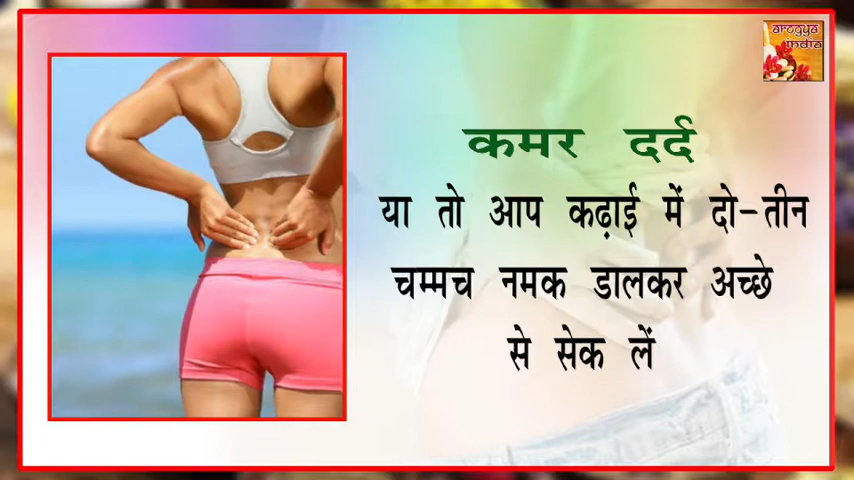 arogya
india
कमर दर्द
या तो आप कढ़ाई में दो-तीन
चम्मच नमक डालकर अच्छे
से सेक लें